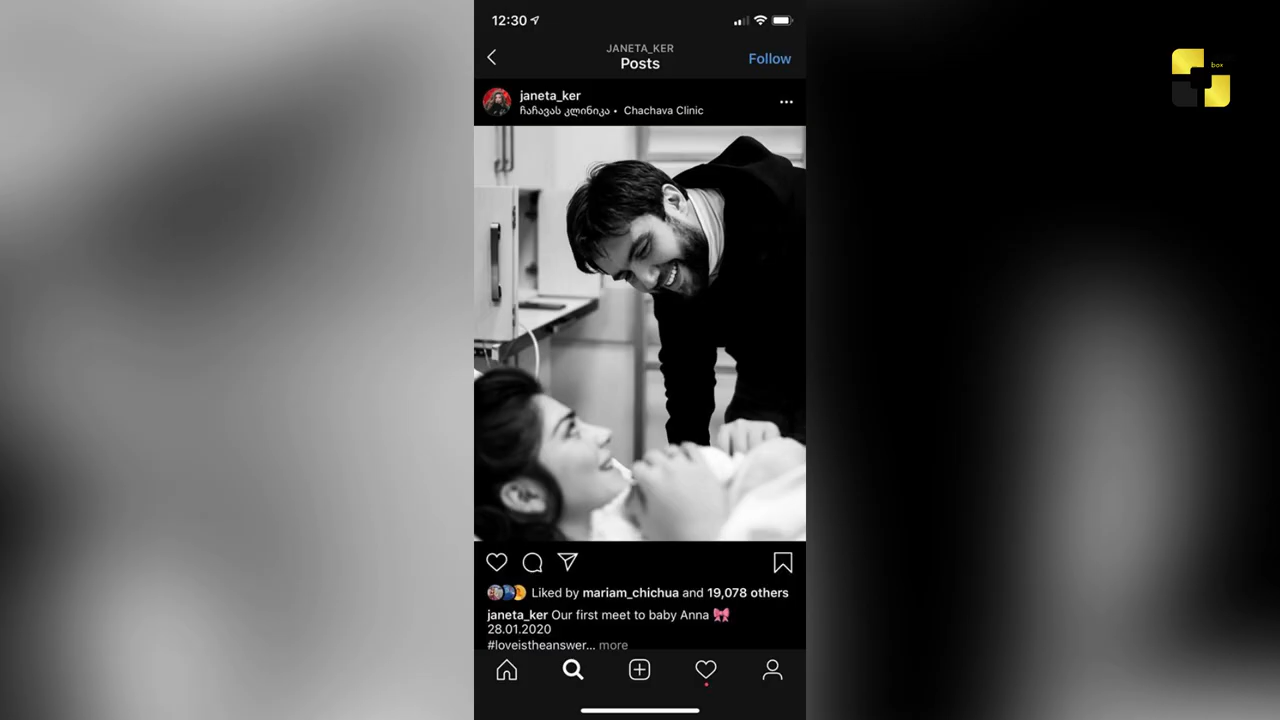 12:30
JANETA_KER
Posts
Follow
box
janeta_ker
ჩაჩავას კლინიკა • Chachava Clinic
Liked by mariam_chichua and 19,078 others
janeta_ker Our first meet to baby Anna 🎀
28.01.2020
#loveistheanswer... more